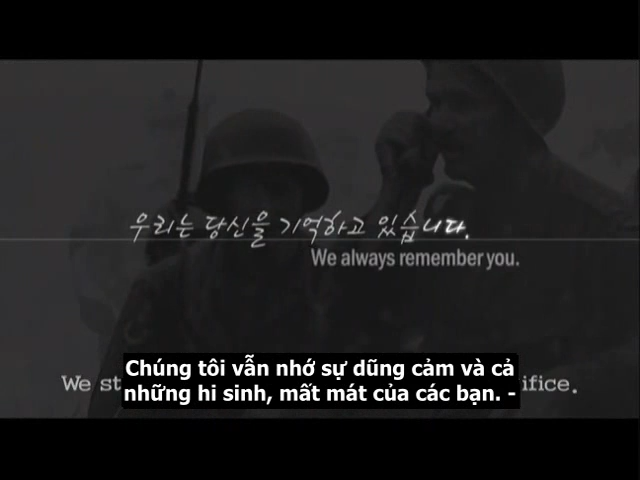 우리는 당신을 기억하고 있습니다.
We always remember you.
Chúng tôi vẫn nhớ sự dũng cảm và cả
We
những hi sinh, mất mát của các bạn. -